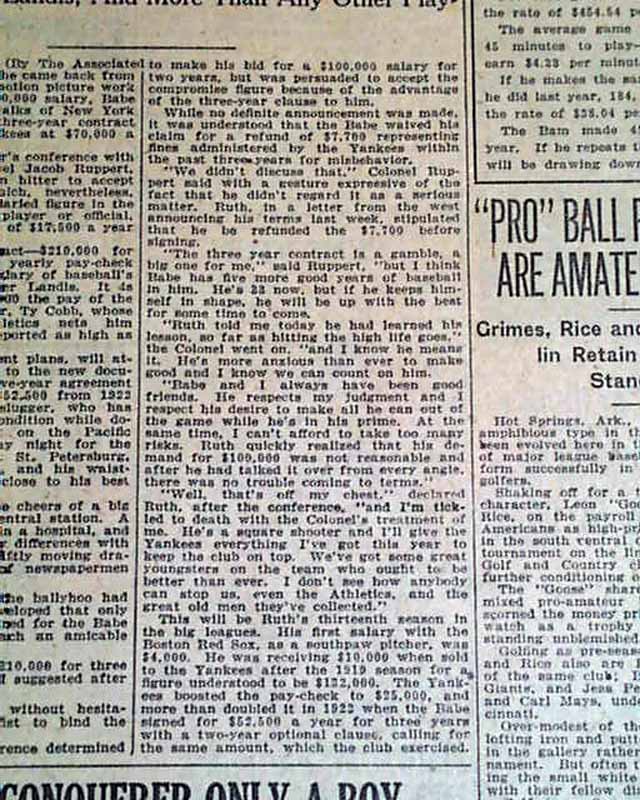 Landis, And More Than Any Other Play-
(By The Associated
he came back from
motion picture work
0,000 salary, Babe
alks of New York
three-year contract
kees at $70,000 a
r's conference with
el Jacob Ruppert,
n hitter to accept
hich, nevertheless,
laried figure in the
player or official,
of $17,500 a year
act—$210,000 for
yearly pay-check
lary of baseball's
er Landis. It is
00 the pay of the
r, Ty Cobb, whose
letics nets him
ported as high as
nt plans, will at-
to the new docu-
ve-year agreement
$52,500 from 1922
slugger, who has
ondition while do-
on the Pacific
y night for the
St. Petersburg,
and his waist-
close to his best
e cheers of a big
entral station. A
in a hospital, and
differences with
iftly moving dra-
of newspapermen
the ballyhoo had
veloped that only
ned for the Babe
ach an amicable
$210,000 for three
suggested after
without hesita-
ist to bind the
rence determined
to make his bid for a $100,000 salary for
two years, but was persuaded to accept the
compromise figure because of the advantage
of the three-year clause to him.
While no definite announcement was made,
it was understood that the Babe waived his
claim for a refund of $7,700 representing
fines administered by the Yankees within
the past three years for misbehavior.
"We didn't discuss that," Colonel Rup-
pert said with a gesture expressive of the
fact that he didn't regard it as a serious
matter. Ruth, in a letter from the west
announcing his terms last week, stipulated
that he be refunded the $7,700 before
signing.
"The three year contract is a gamble, a
big one for me," said Ruppert, "but I think
Babe has five more good years of baseball
in him. He's 33 now, but if he keeps him-
self in shape, he will be up with the best
for some time to come.
"Ruth told me today he had learned his
lesson, so far as hitting the high life goes,"
the Colonel went on, "and I know he means
it. He's more anxious than ever to make
good and I know we can count on him.
"Babe and I always have been good
friends. He respects my judgment and I
respect his desire to make all he can out of
the game while he's in his prime. At the
same time, I can't afford to take too many
risks. Ruth quickly realized that his de-
mand for $100,000 was not reasonable and
after he had talked it over from every angle,
there was no trouble coming to terms."
"Well, that's off my chest," declared
Ruth, after the conference, "and I'm tick-
led to death with the Colonel's treatment of
me. He's a square shooter and I'll give the
Yankees everything I've got this year to
keep the club on top. We've got some great
youngsters on the team who ought to be
better than ever. I don't see how anybody
can stop us, even the Athletics, and the
great old men they've collected."
This will be Ruth's thirteenth season in
the big leagues. His first salary with the
Boston Red Sox, as a southpaw pitcher, was
$4,000. He was receiving $10,000 when sold
to the Yankees after the 1919 season for a
figure understood to be $132,000. The Yank-
ees boosted the pay-check to $25,000, and
more than doubled it in 1922 when the Babe
signed for $52,500 a year for three years
with a two-year optional clause, calling for
the same amount, which the club exercised.
CONQUERED ONLY A BOY
the rate of $454.54 p
The average game
45 minutes to play-
earn $4.33 per minut
If he makes the sa
he did last year, 184,
the rate of $38.04 pe
The Bam made 4
year. If he repeats t
will be drawing down
"PRO" BALL P
ARE AMATE
Grimes, Rice and
lin Retain
Stan
Hot Springs, Ark.,
amphibious type in th
been evolved here in t
of major league base
form successfully in
golfers.
Shaking off for a
character, Leon "Go
Rice, on the payroll
Americans as high-pr
in the south central
tournament on the lin
Golf and Country c
further conditioning
The "Goose" share
mixed pro-amateur
scorned the money pri
watch as a trophy
standing unblemished.
Golfing as pre-seas
and Rice also are
of the same club;
Giants, and Jess Pe
and Carl Mays, unde
cinnati.
Over-modest of the
lofting iron and putt
in the gallery rather
nament. But often t
ing the small white
with their fellow di